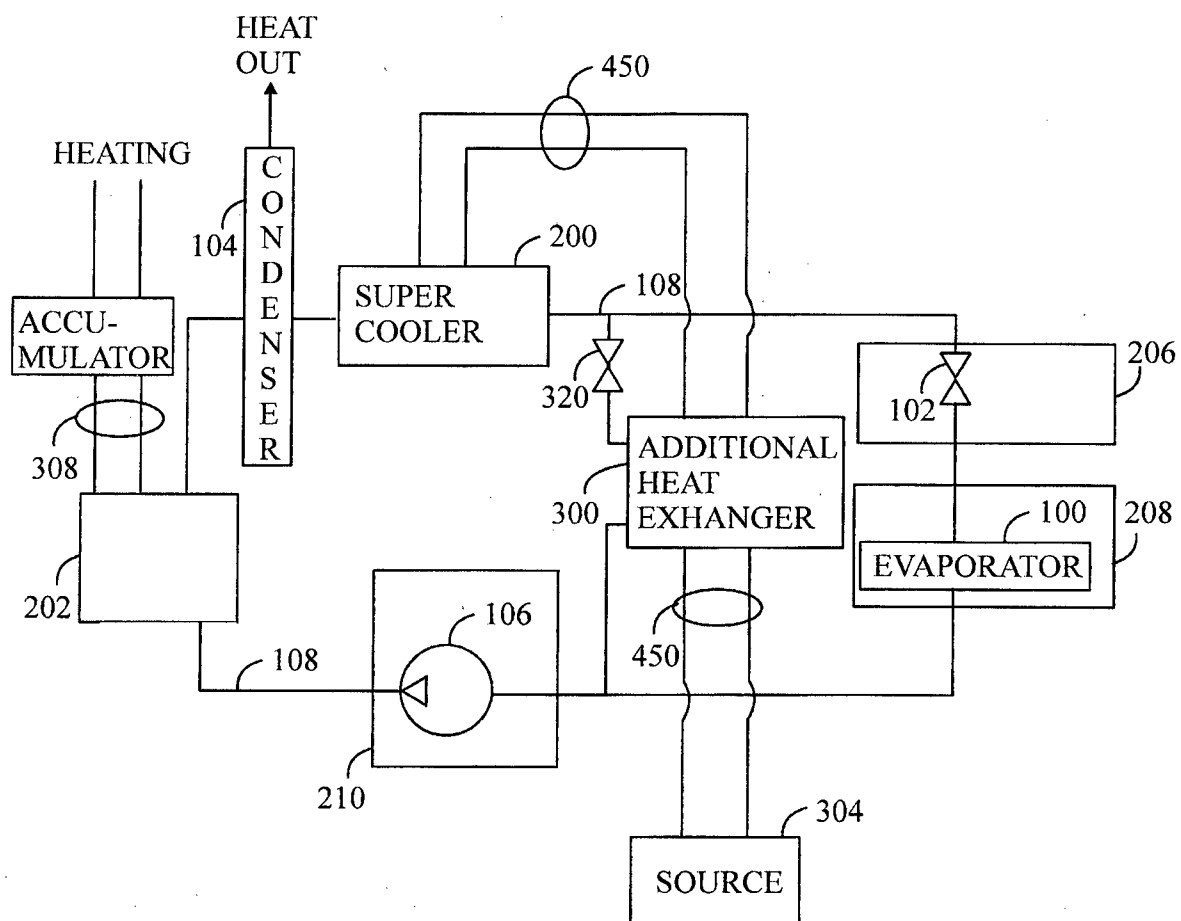 HEAT
OUT
450
HEATING
104
CONDENSER
200
SUPER
COOLER
108
ACCU-
MULATOR
320
102
206
308
300
ADDITIONAL
HEAT
EXHANGER
100
208
EVAPORATOR
202
106
450
108
210
304
SOURCE